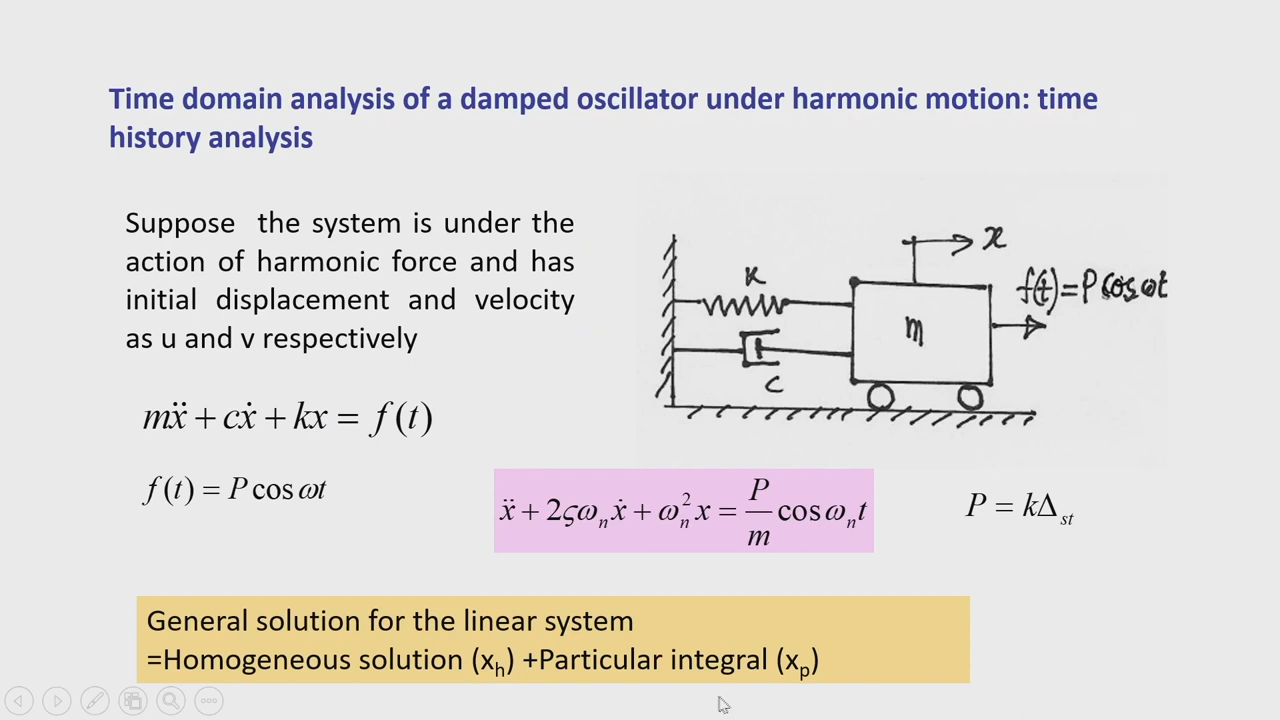 Time domain analysis of a damped oscillator under harmonic motion: time
history analysis
Suppose the system is under the
action of harmonic force and has
initial displacement and velocity
as u and v respectively
mẍ + cẋ + kx = f(t)
f(t) = P cos ωt
x
K
f(t)=P cos ωt
m
C
ẍ + 2ςωₙẋ + ωₙ²x = P/m cos ωₙt
P = kΔst
General solution for the linear system
=Homogeneous solution (xh) +Particular integral (xp)